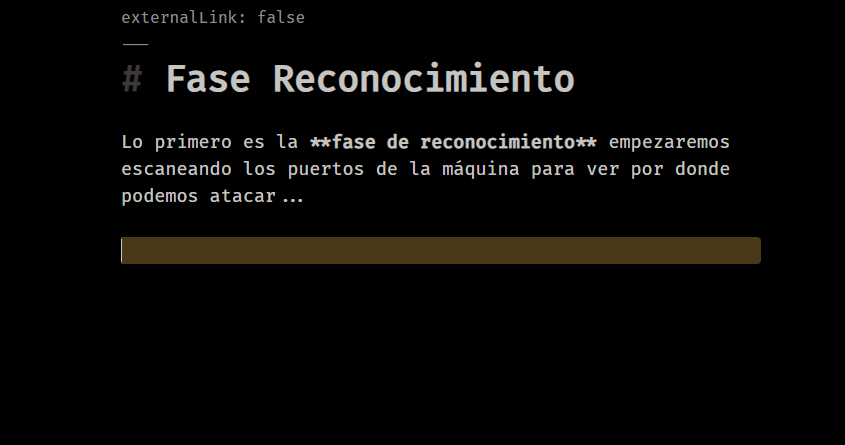 externalLink: false
---
# Fase Reconocimiento
Lo primero es la **fase de reconocimiento** empezaremos
escaneando los puertos de la máquina para ver por donde
podemos atacar...